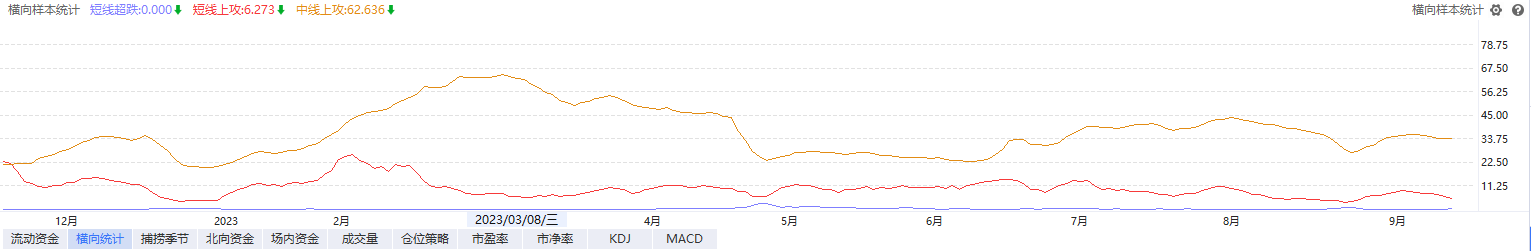 横向样本统计 短线超跌:0.000 短线上攻:6.273 中线上攻:62.636 横向样本统计
78.75
67.50
56.25
45.00
33.75
22.50
11.25
12月 2023 2月 2023/03/08/三 4月 5月 6月 7月 8月 9月
流动资金 横向统计 捕捞季节 北向资金 场内资金 成交量 仓位策略 市盈率 市净率 KDJ MACD